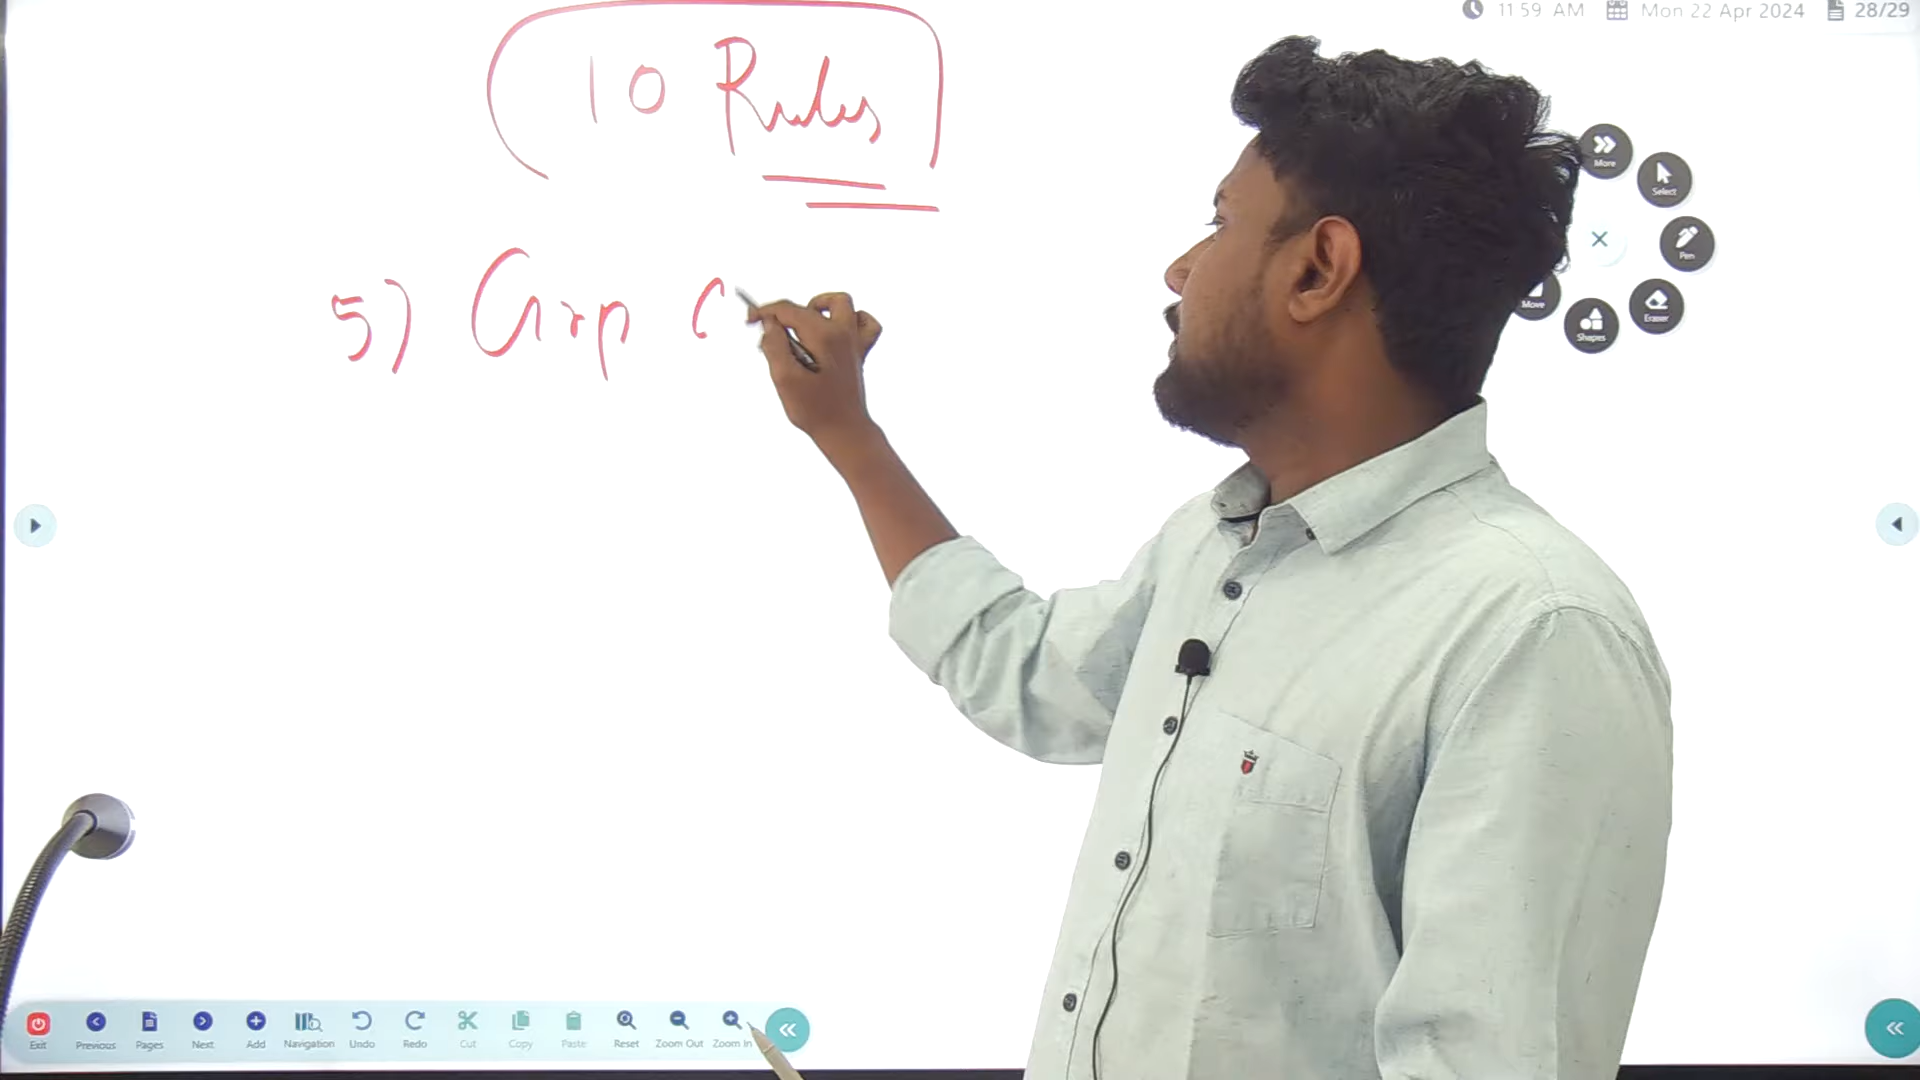 11 59 AM Mon 22 Apr 2024 28/29
10 Rules
5) Grp C
More
Select
Pen
Move
Eraser
Shapes
Exit Previous Pages Next Add Navigation Undo Redo Cut Copy Paste Reset Zoom Out Zoom In